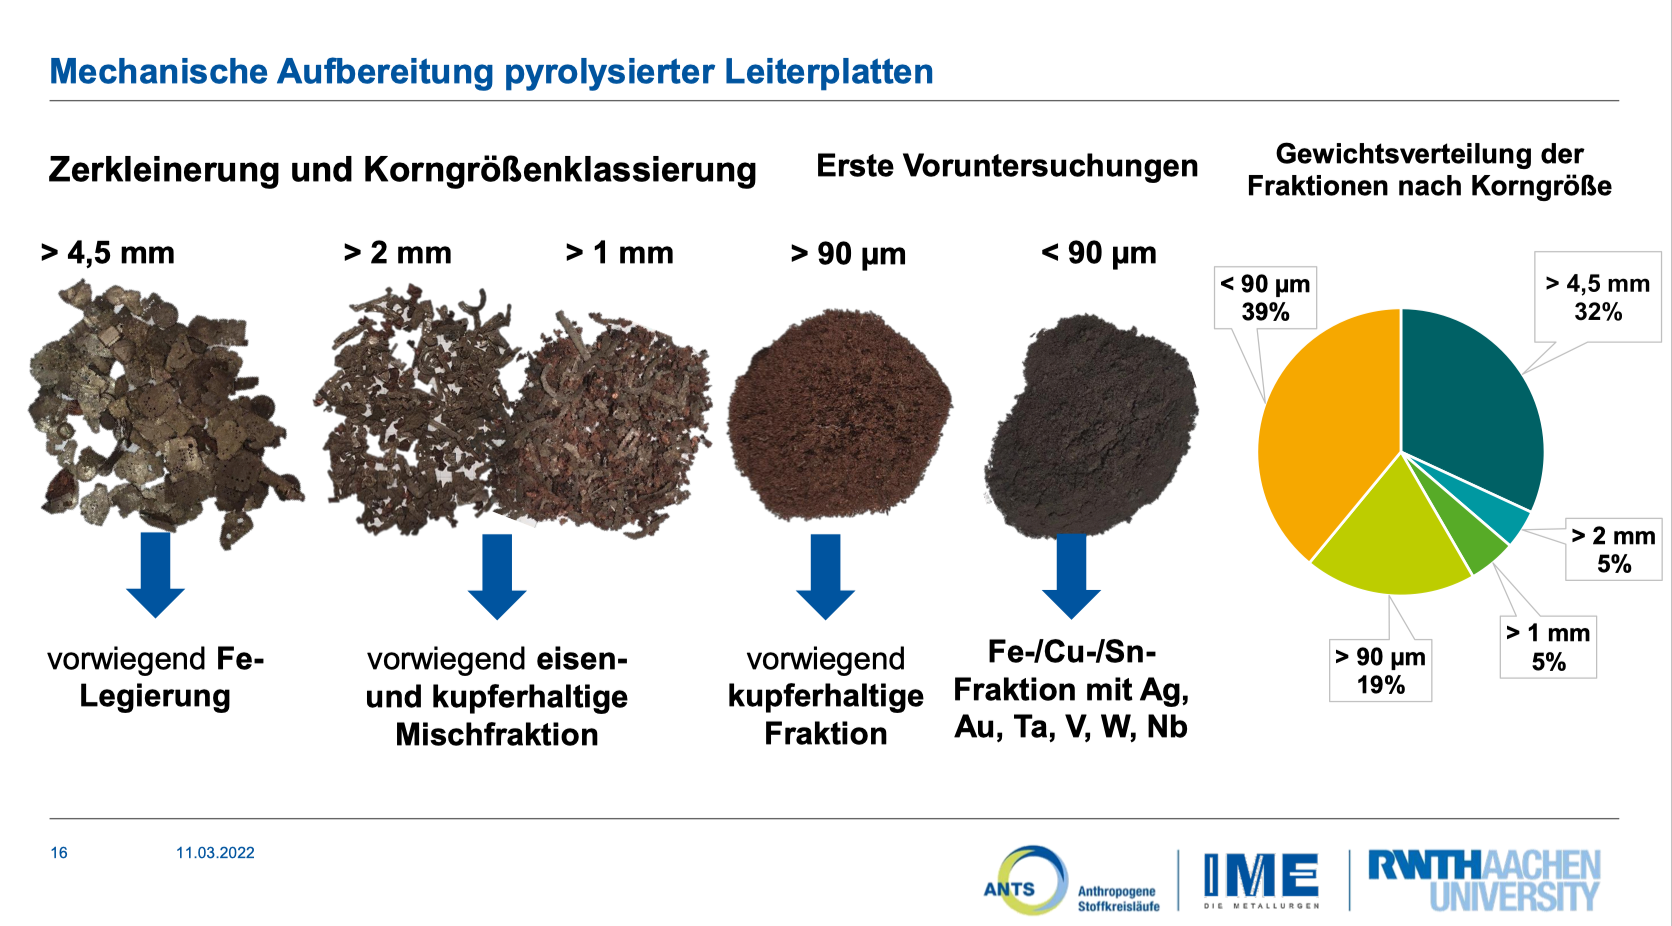 Mechanische Aufbereitung pyrolysierter Leiterplatten
Zerkleinerung und Korngrößenklassierung
Erste Voruntersuchungen
Gewichtsverteilung der
Fraktionen nach Korngröße
> 4,5 mm
> 2 mm
> 1 mm
> 90 µm
< 90 µm
vorwiegend Fe-
Legierung
vorwiegend eisen-
und kupferhaltige
Mischfraktion
vorwiegend
kupferhaltige
Fraktion
Fe-/Cu-/Sn-
Fraktion mit Ag,
Au, Ta, V, W, Nb
< 90 µm
39%
> 4,5 mm
32%
> 2 mm
5%
> 1 mm
5%
> 90 µm
19%
16
11.03.2022
ANTS
Anthropogene
Stoffkreisläufe
IME
DIE METALLURGEN
RWTH AACHEN
UNIVERSITY